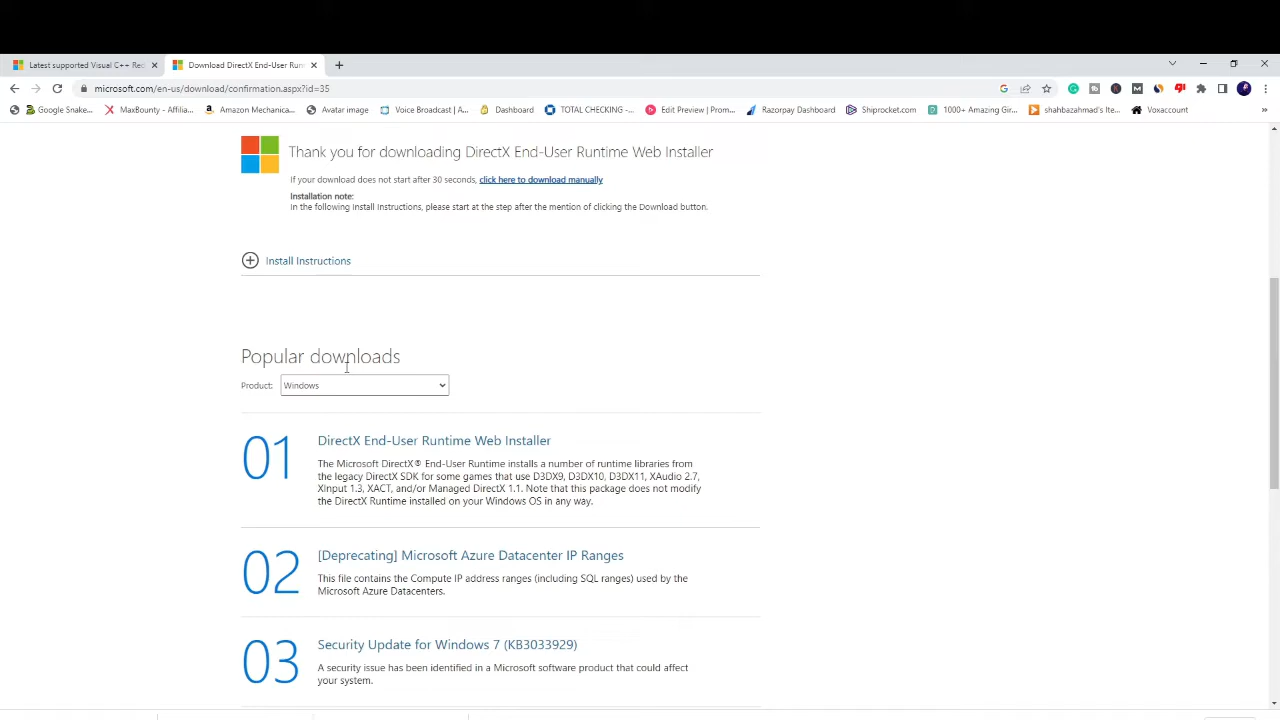 Latest supported Visual C++ Red
Download DirectX End-User Run
microsoft.com/en-us/download/confirmation.aspx?id=35
Google Snake...
MaxBounty - Affilia...
Amazon Mechanica...
Avatar image
Voice Broadcast | A...
Dashboard
TOTAL CHECKING -...
Edit Preview | Prom...
Razorpay Dashboard
Shiprocket.com
1000+ Amazing Gir...
shahbazahmad's Ite...
Voxaccount
»
Thank you for downloading DirectX End-User Runtime Web Installer
If your download does not start after 30 seconds, click here to download manually
Installation note:
In the following Install Instructions, please start at the step after the mention of clicking the Download button.
Install Instructions
Popular downloads
Product: Windows
01
DirectX End-User Runtime Web Installer
The Microsoft DirectX® End-User Runtime installs a number of runtime libraries from
the legacy DirectX SDK for some games that use D3DX9, D3DX10, D3DX11, XAudio 2.7,
XInput 1.3, XACT, and/or Managed DirectX 1.1. Note that this package does not modify
the DirectX Runtime installed on your Windows OS in any way.
02
[Deprecating] Microsoft Azure Datacenter IP Ranges
This file contains the Compute IP address ranges (including SQL ranges) used by the
Microsoft Azure Datacenters.
03
Security Update for Windows 7 (KB3033929)
A security issue has been identified in a Microsoft software product that could affect
your system.